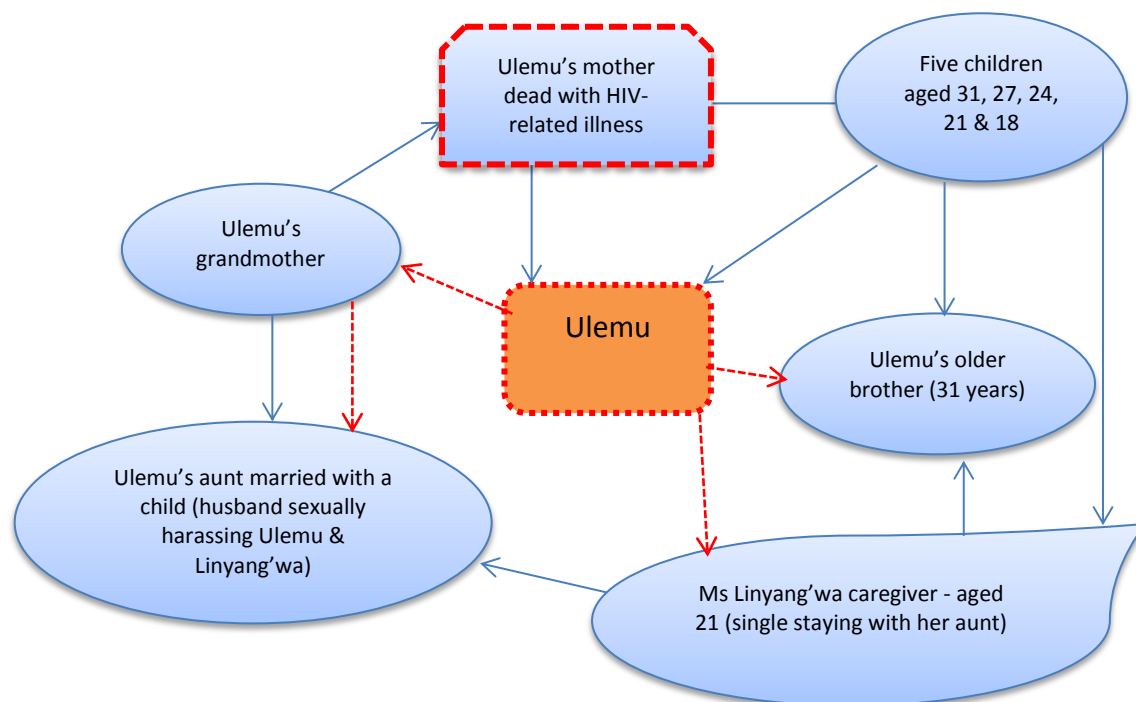 Ulemu’s mother
dead with HIV-
related illness
Five children
aged 31, 27, 24,
21 & 18
Ulemu’s
grandmother
Ulemu
Ulemu’s older
brother (31 years)
Ulemu’s aunt married with a
child (husband sexually
harassing Ulemu &
Linyang’wa)
Ms Linyang’wa caregiver - aged
21 (single staying with her aunt)